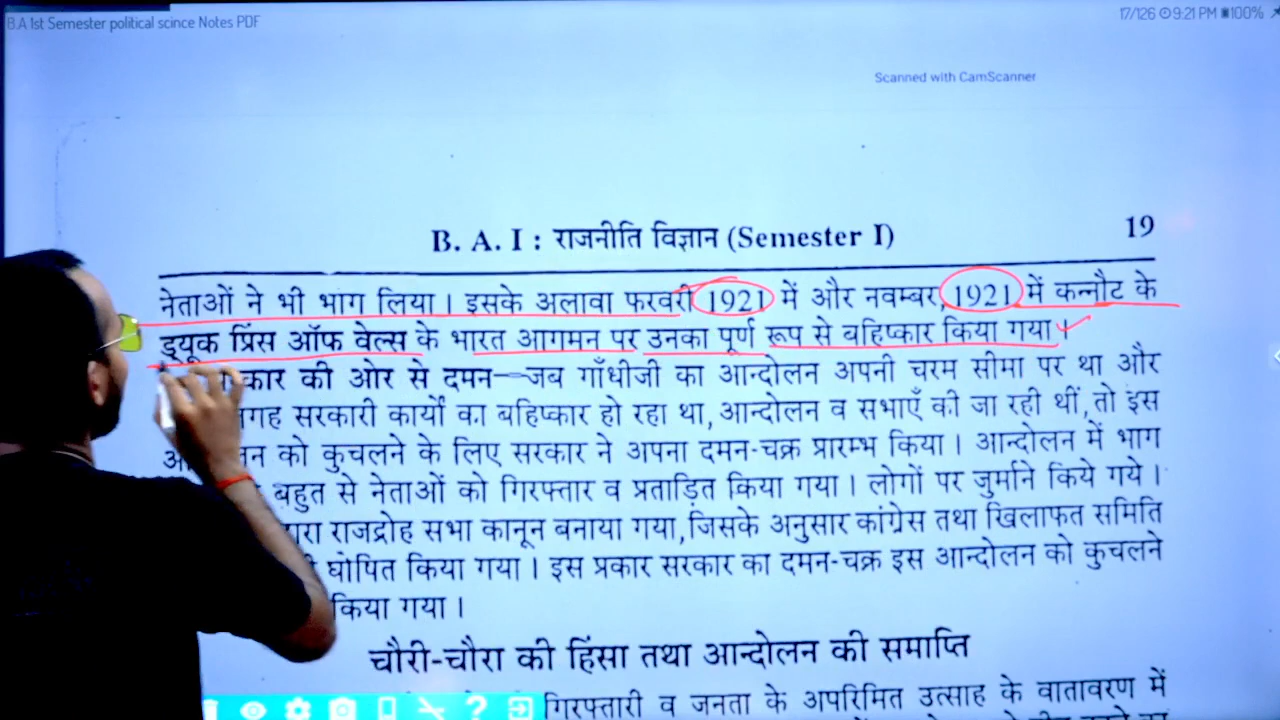 B.A 1st Semester political scince Notes PDF
17/126 9:21 PM 100%
Scanned with CamScanner
B. A. I : राजनीति विज्ञान (Semester I) 19
नेताओं ने भी भाग लिया । इसके अलावा फरवरी 1921 में और नवम्बर, 1921 में कन्नौट के
ड्यूक प्रिंस ऑफ वेल्स के भारत आगमन पर उनका पूर्ण रूप से बहिष्कार किया गया ।
कार की ओर से दमन—जब गाँधीजी का आन्दोलन अपनी चरम सीमा पर था और
गह सरकारी कार्यों का बहिष्कार हो रहा था, आन्दोलन व सभाएँ की जा रही थीं, तो इस
को कुचलने के लिए सरकार ने अपना दमन-चक्र प्रारम्भ किया । आन्दोलन में भाग
बहुत से नेताओं को गिरफ्तार व प्रताड़ित किया गया । लोगों पर जुर्माने किये गये ।
रा राजद्रोह सभा कानून बनाया गया, जिसके अनुसार कांग्रेस तथा खिलाफत समिति
घोषित किया गया । इस प्रकार सरकार का दमन-चक्र इस आन्दोलन को कुचलने
किया गया ।
चौरी-चौरा की हिंसा तथा आन्दोलन की समाप्ति
गिरफ्तारी व जनता के अपरिमित उत्साह के वातावरण में